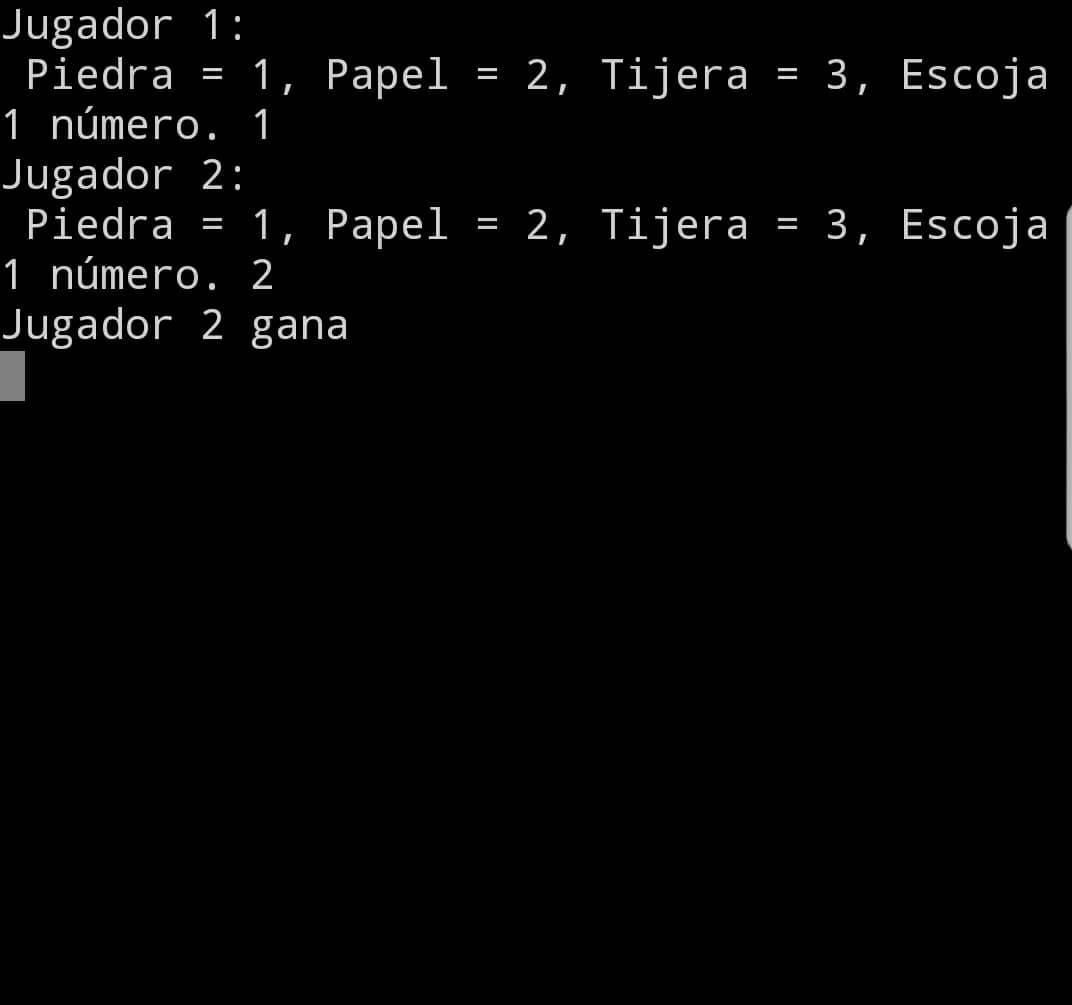 Jugador 1:
Piedra = 1, Papel = 2, Tijera = 3, Escoja
1 número. 1
Jugador 2:
Piedra = 1, Papel = 2, Tijera = 3, Escoja
1 número. 2
Jugador 2 gana